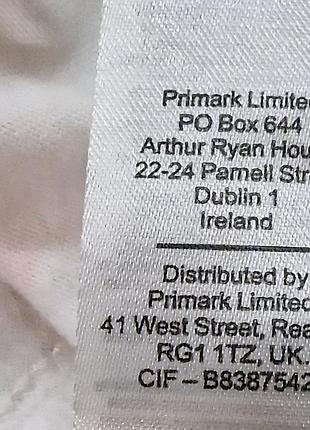 Primark Limited
PO Box 644
Arthur Ryan Hou
22-24 Parnell Str
Dublin 1
Ireland
Distributed by
Primark Limited
41 West Street, Rea
RG1 1TZ, UK.
CIF - B8387542